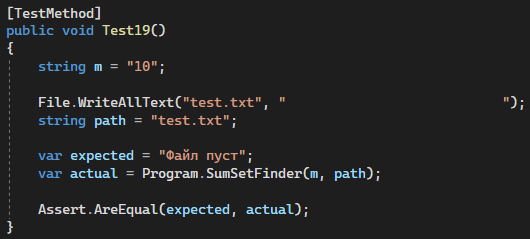 [TestMethod]
public void Test19()
{
string m = "10";
File.WriteAllText("test.txt", "                           ");
string path = "test.txt";
var expected = "Файл пуст";
var actual = Program.SumSetFinder(m, path);
Assert.AreEqual(expected, actual);
}